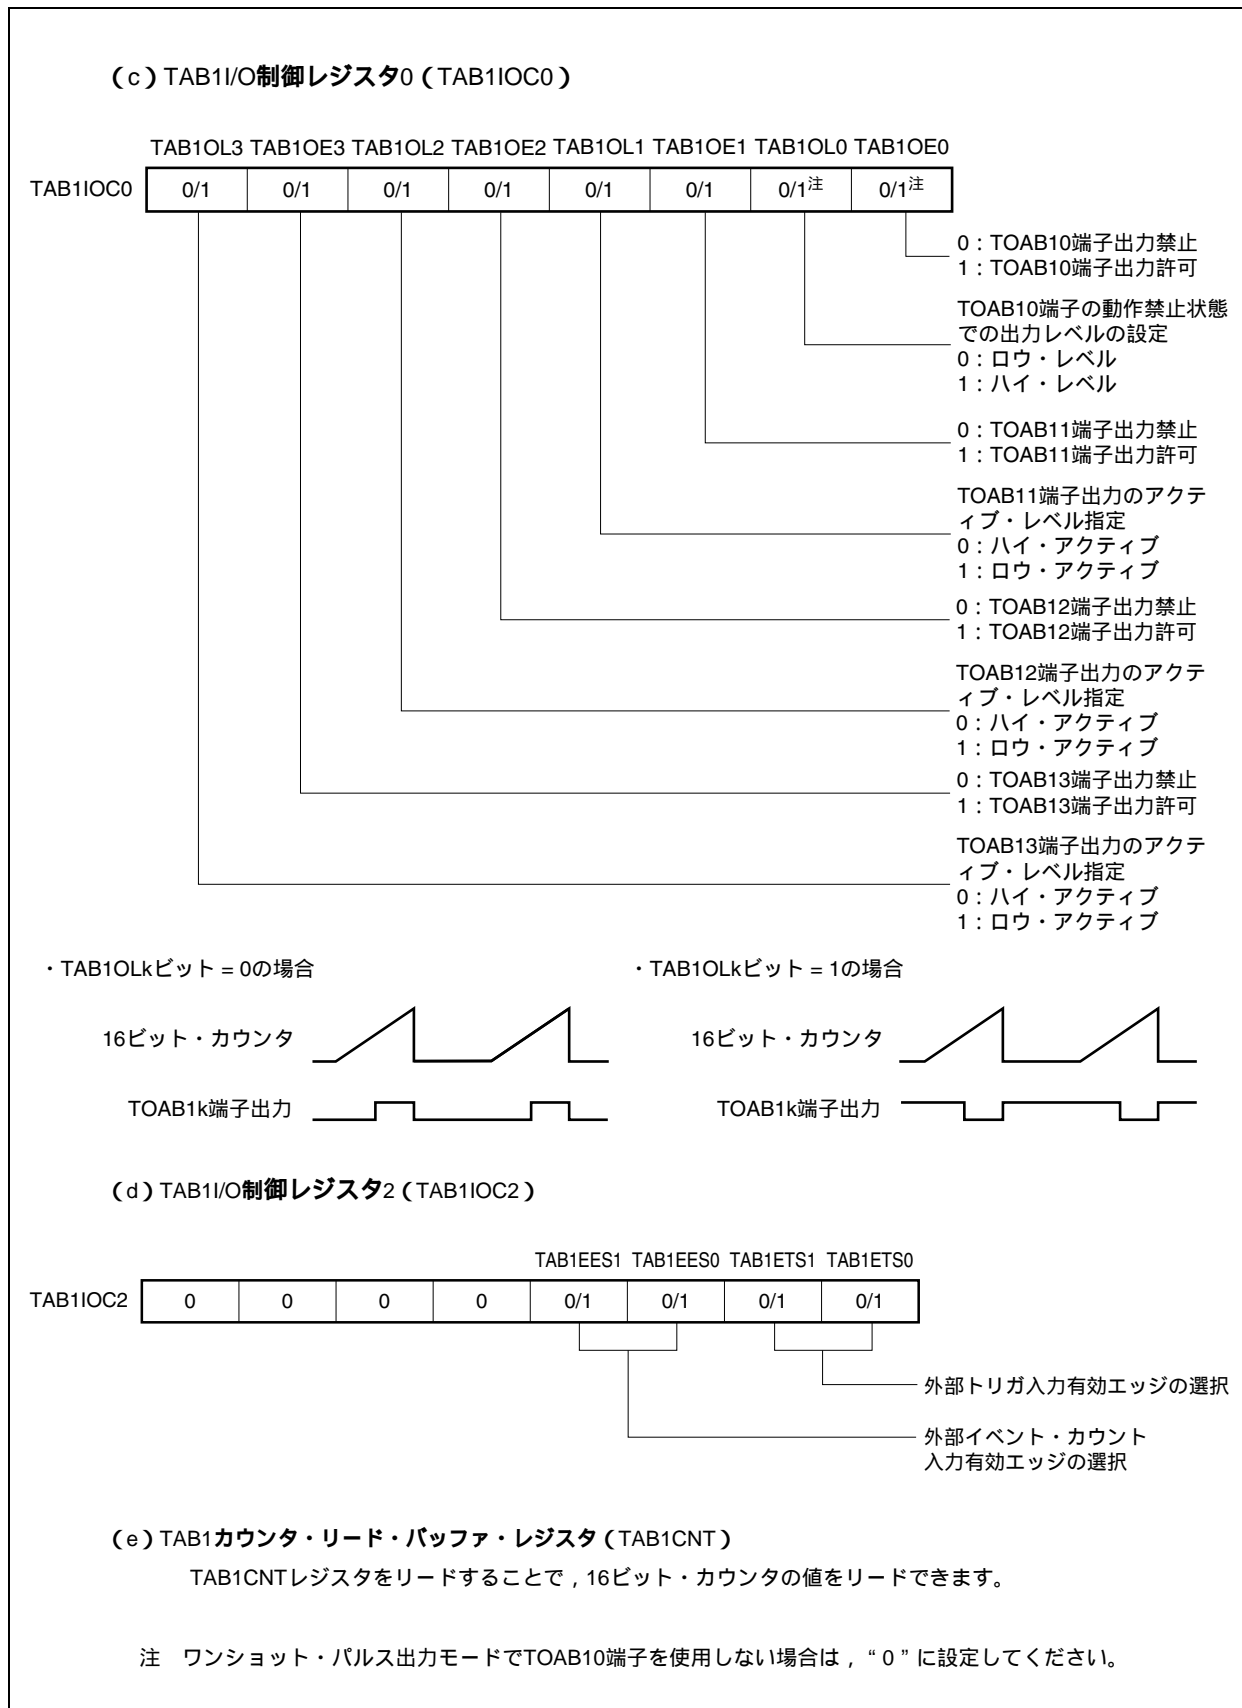 (c) TAB1I/O制御レジスタ0 (TAB1IOC0)
TAB1OL3 TAB1OE3 TAB1OL2 TAB1OE2 TAB1OL1 TAB1OE1 TAB1OL0 TAB1OE0
TAB1IOC0 0/1 0/1 0/1 0/1 0/1 0/1 0/1注 0/1注
0：TOAB10端子出力禁止
1：TOAB10端子出力許可
TOAB10端子の動作禁止状態
での出力レベルの設定
0：ロウ・レベル
1：ハイ・レベル
0：TOAB11端子出力禁止
1：TOAB11端子出力許可
TOAB11端子出力のアクテ
ィブ・レベル指定
0：ハイ・アクティブ
1：ロウ・アクティブ
0：TOAB12端子出力禁止
1：TOAB12端子出力許可
TOAB12端子出力のアクテ
ィブ・レベル指定
0：ハイ・アクティブ
1：ロウ・アクティブ
0：TOAB13端子出力禁止
1：TOAB13端子出力許可
TOAB13端子出力のアクテ
ィブ・レベル指定
0：ハイ・アクティブ
1：ロウ・アクティブ
・TAB1OLkビット = 0の場合
16ビット・カウンタ
TOAB1k端子出力
・TAB1OLkビット = 1の場合
16ビット・カウンタ
TOAB1k端子出力
(d) TAB1I/O制御レジスタ2 (TAB1IOC2)
TAB1EES1 TAB1EES0 TAB1ETS1 TAB1ETS0
TAB1IOC2 0 0 0 0 0/1 0/1 0/1 0/1
外部トリガ入力有効エッジの選択
外部イベント・カウント
入力有効エッジの選択
(e) TAB1カウンタ・リード・バッファ・レジスタ (TAB1CNT)
TAB1CNTレジスタをリードすることで，16ビット・カウンタの値をリードできます。
注 ワンショット・パルス出力モードでTOAB10端子を使用しない場合は，“0”に設定してください。